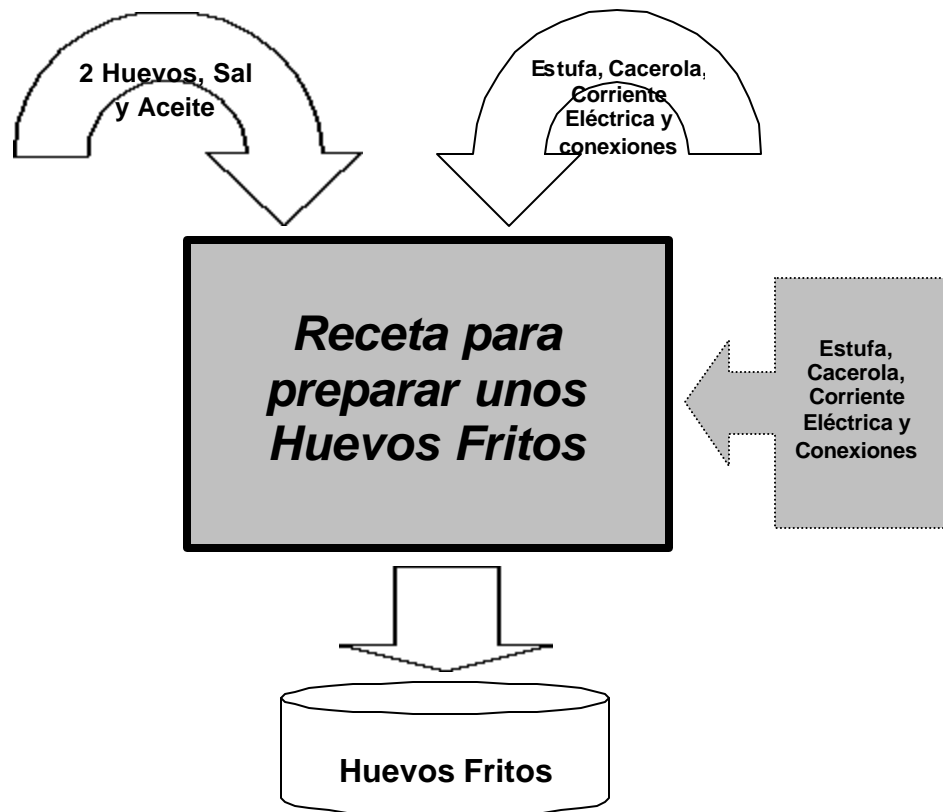 2 Huevos, Sal
y Aceite
Estufa, Cacerola,
Corriente
Eléctrica y
conexiones
Receta para
preparar unos
Huevos Fritos
Estufa,
Cacerola,
Corriente
Eléctrica y
Conexiones
Huevos Fritos